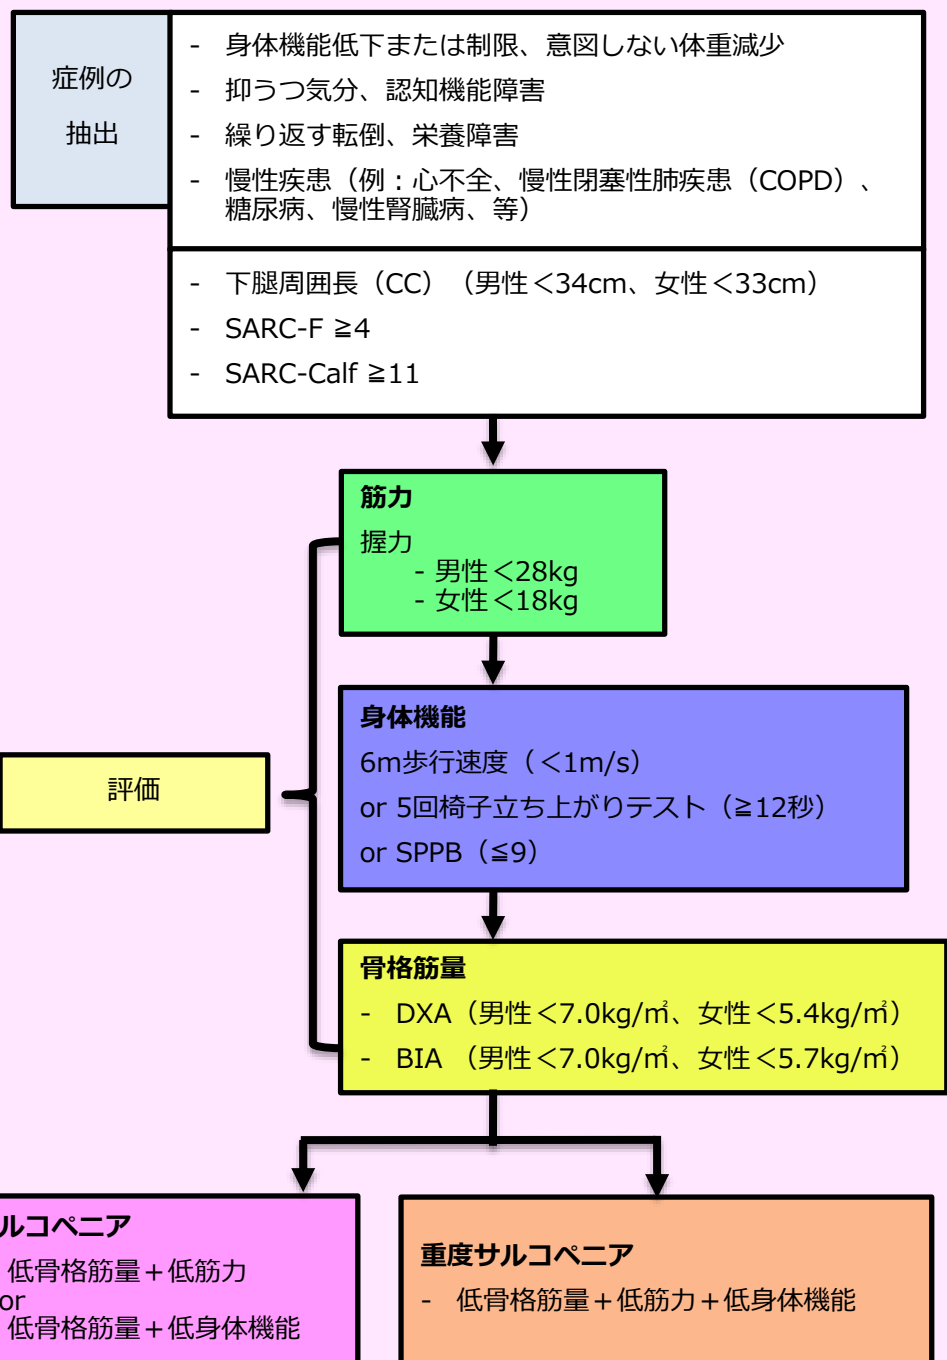 症例の
抽出
- 身体機能低下または制限、意図しない体重減少
- 抑うつ気分、認知機能障害
- 繰り返す転倒、栄養障害
- 慢性疾患（例：心不全、慢性閉塞性肺疾患（COPD）、
糖尿病、慢性腎臓病、等）
- 下腿周囲長（CC）（男性＜34cm、女性＜33cm）
- SARC-F ≧4
- SARC-Calf ≧11
筋力
握力
- 男性＜28kg
- 女性＜18kg
身体機能
6m歩行速度（＜1m/s）
or 5回椅子立ち上がりテスト（≧12秒）
or SPPB（≦9）
評価
骨格筋量
- DXA（男性＜7.0kg/㎡、女性＜5.4kg/㎡）
- BIA （男性＜7.0kg/㎡、女性＜5.7kg/㎡）
ルコペニア
低骨格筋量＋低筋力
or
低骨格筋量＋低身体機能
重度サルコペニア
- 低骨格筋量＋低筋力＋低身体機能